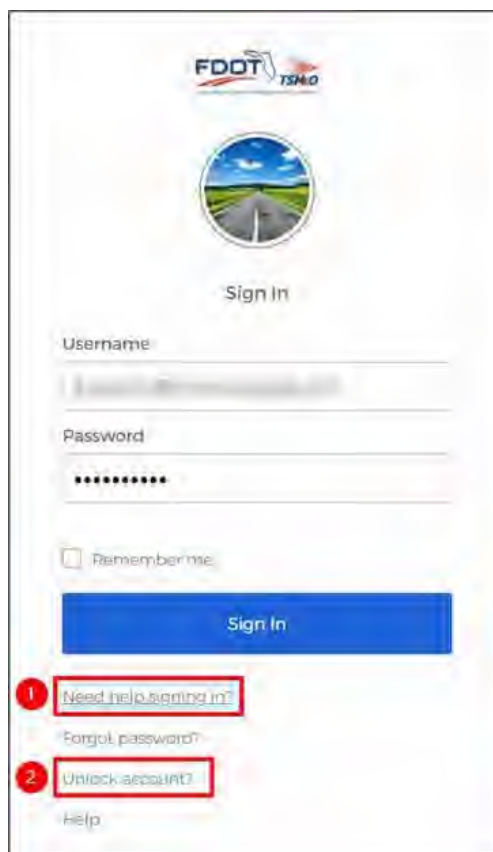 FDOT
TSM&O
Sign In
Username
Password
Remember me
Sign In
1 Need help signing in?
Forgot password?
2 Unlock account?
Help